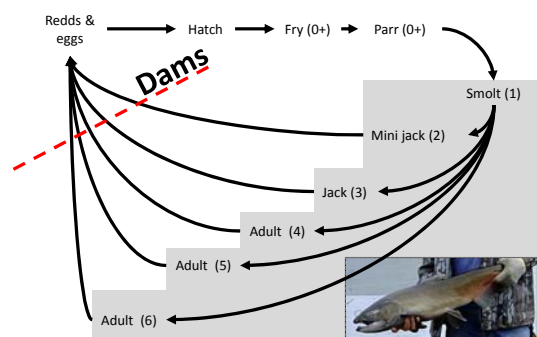 Redds &
eggs
Hatch
Fry (0+)
Parr (0+)
Dams
Smolt (1)
Mini jack (2)
Jack (3)
Adult (4)
Adult (5)
Adult (6)